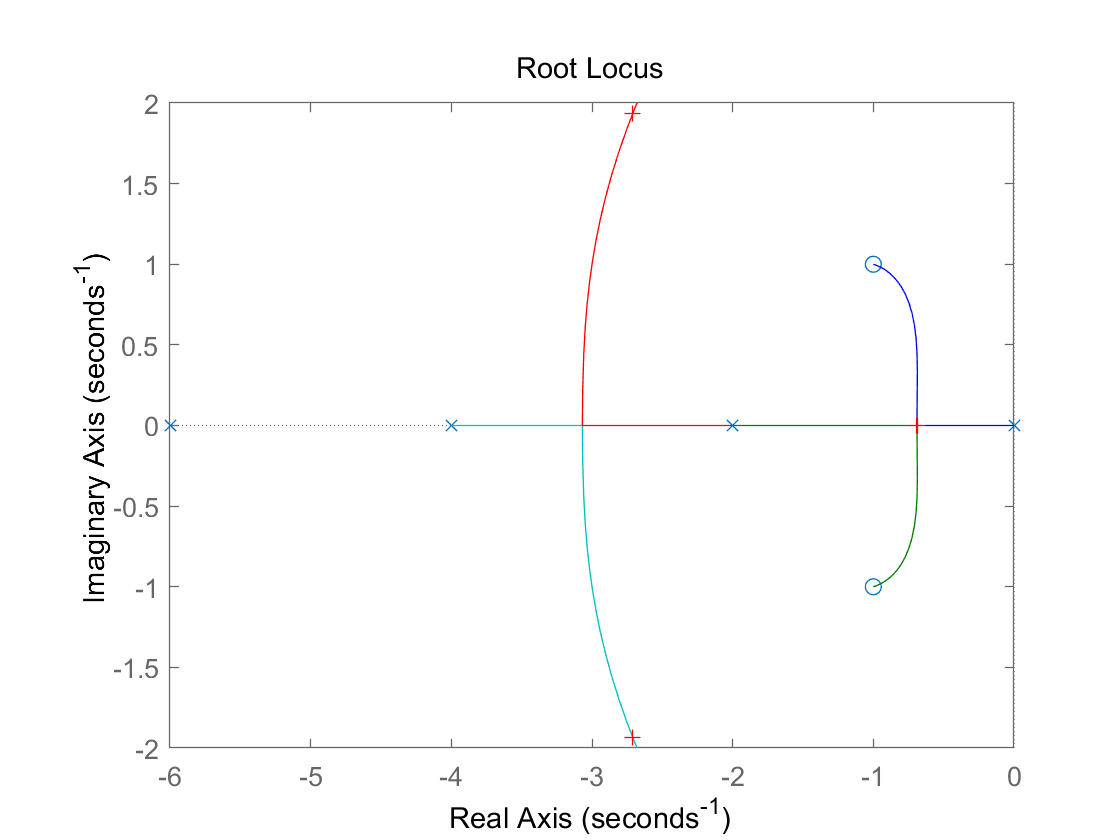 Root Locus
2
1.5
1
0.5
0
-0.5
-1
-1.5
-2
Imaginary Axis (seconds-1)
-6 -5 -4 -3 -2 -1 0
Real Axis (seconds-1)